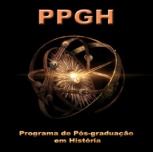 PPGH
Programa de Pós-graduação
em História